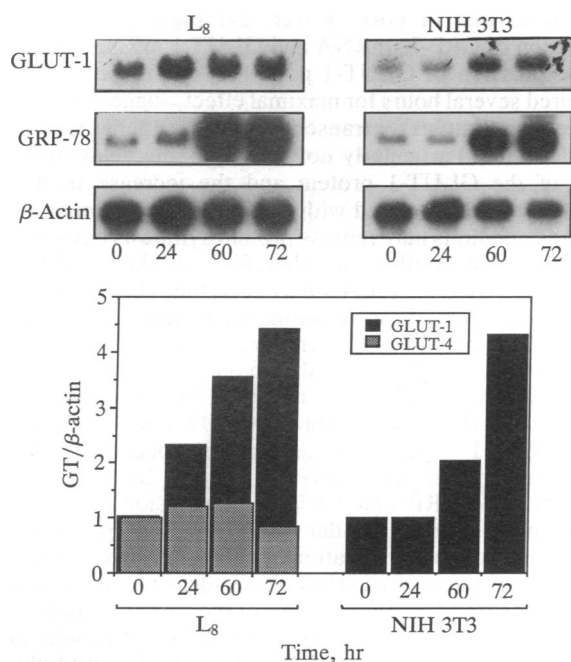 L₈ NIH 3T3
GLUT-1
GRP-78
β-Actin
0 24 60 72 0 24 60 72
5
4
3
2
1
0
GT/β-actin
GLUT-1
GLUT-4
0 24 60 72 0 24 60 72
L₈ NIH 3T3
Time, hr